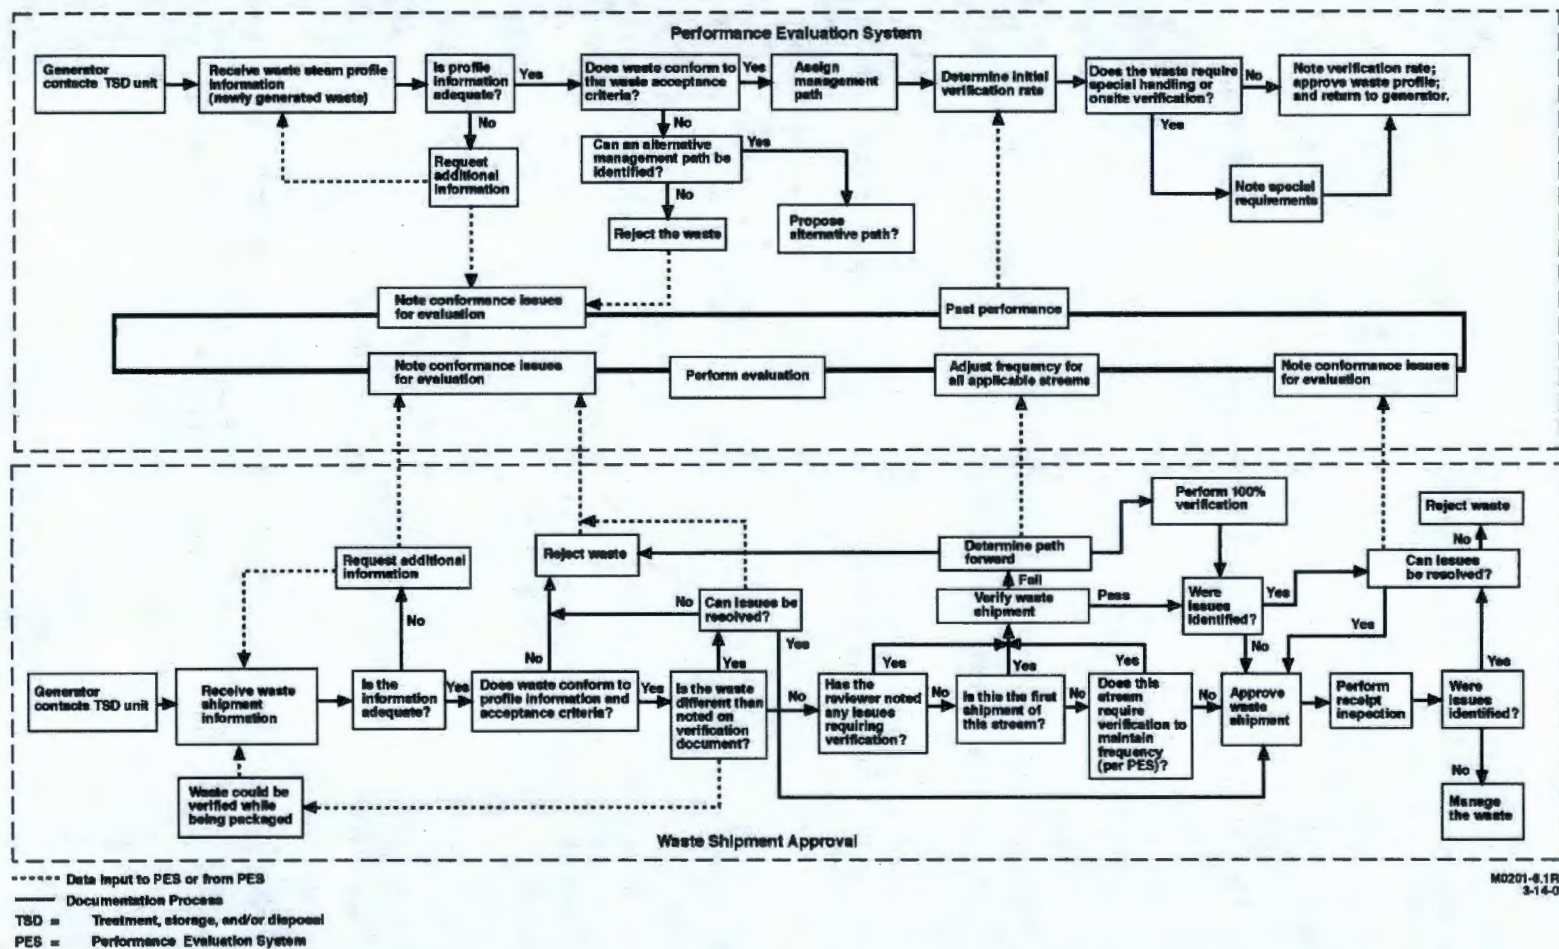 Performance Evaluation System
Generator
contacts TSD unit
Receive waste steam profile
information
(newly generated waste)
Is profile
information
adequate?
Yes
No
Request
additional
information
Does waste conform to
the waste acceptance
criteria?
Yes
No
Can an alternative
management path be
identified?
Yes
No
Reject the waste
Propose
alternative path?
Assign
management
path
Determine initial
verification rate
Does the waste require
special handling or
onsite verification?
No
Yes
Note special
requirements
Note verification rate;
approve waste profile;
and return to generator.
Note conformance issues
for evaluation
Past performance
Note conformance issues
for evaluation
Perform evaluation
Adjust frequency for
all applicable streams
Note conformance issues
for evaluation
Perform 100%
verification
Reject waste
No
Request additional
information
Reject waste
Determine path
forward
Can issues
be resolved?
Fail
Verify waste
shipment
Pass
Were
issues
identified?
Yes
No
Yes
No
Can issues be
resolved?
No
Yes
Yes
No
Yes
Yes
Yes
Yes
Generator
contacts TSD unit
Receive waste
shipment
information
Is the
information
adequate?
Yes
Does waste conform to
profile information and
acceptance criteria?
Yes
Is the waste
different than
noted on
verification
document?
No
Has the
reviewer noted
any issues
requiring
verification?
No
Is this the first
shipment of
this stream?
No
Does this
stream
require
verification to
maintain
frequency
(per PES)?
No
Approve
waste
shipment
Perform
receipt
inspection
Were
issues
identified?
No
Manage
the waste
Waste could be
verified while
being packaged
Waste Shipment Approval
Data input to PES or from PES
Documentation Process
TSD = Treatment, storage, and/or disposal
PES = Performance Evaluation System
M0201-6.1R
3-14-0